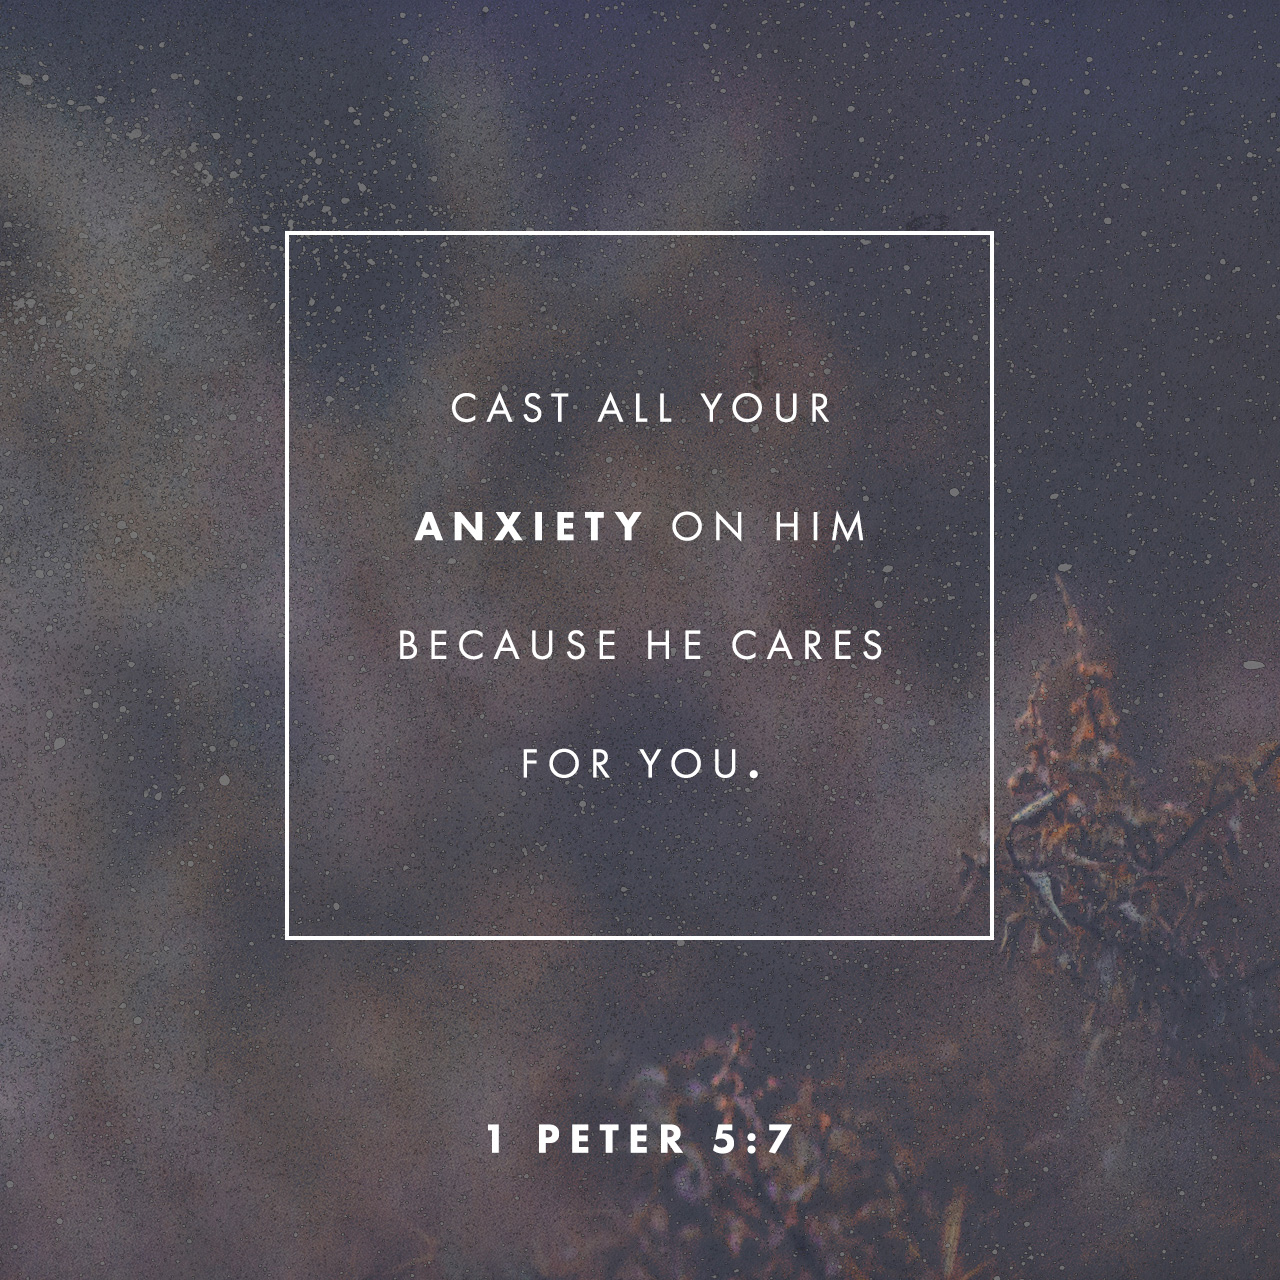 CAST ALL YOUR
ANXIETY ON HIM
BECAUSE HE CARES
FOR YOU.
1 PETER 5:7